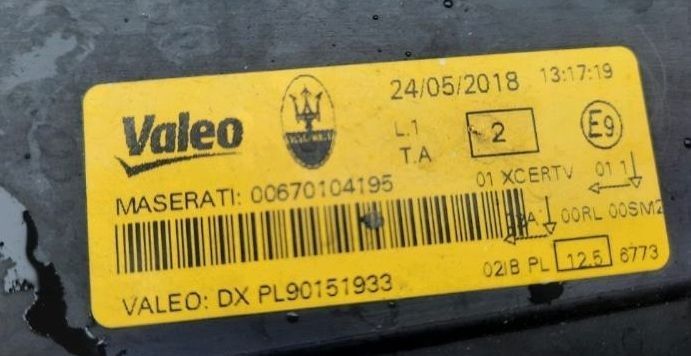 24/05/2018 13:17:19
Valeo
L.1 2 E9
T.A
01 XCERTV 01 1
MASERATI: 00670104195
00RL 00SM2
02/B PL 12.5 6773
VALEO: DX PL90151933